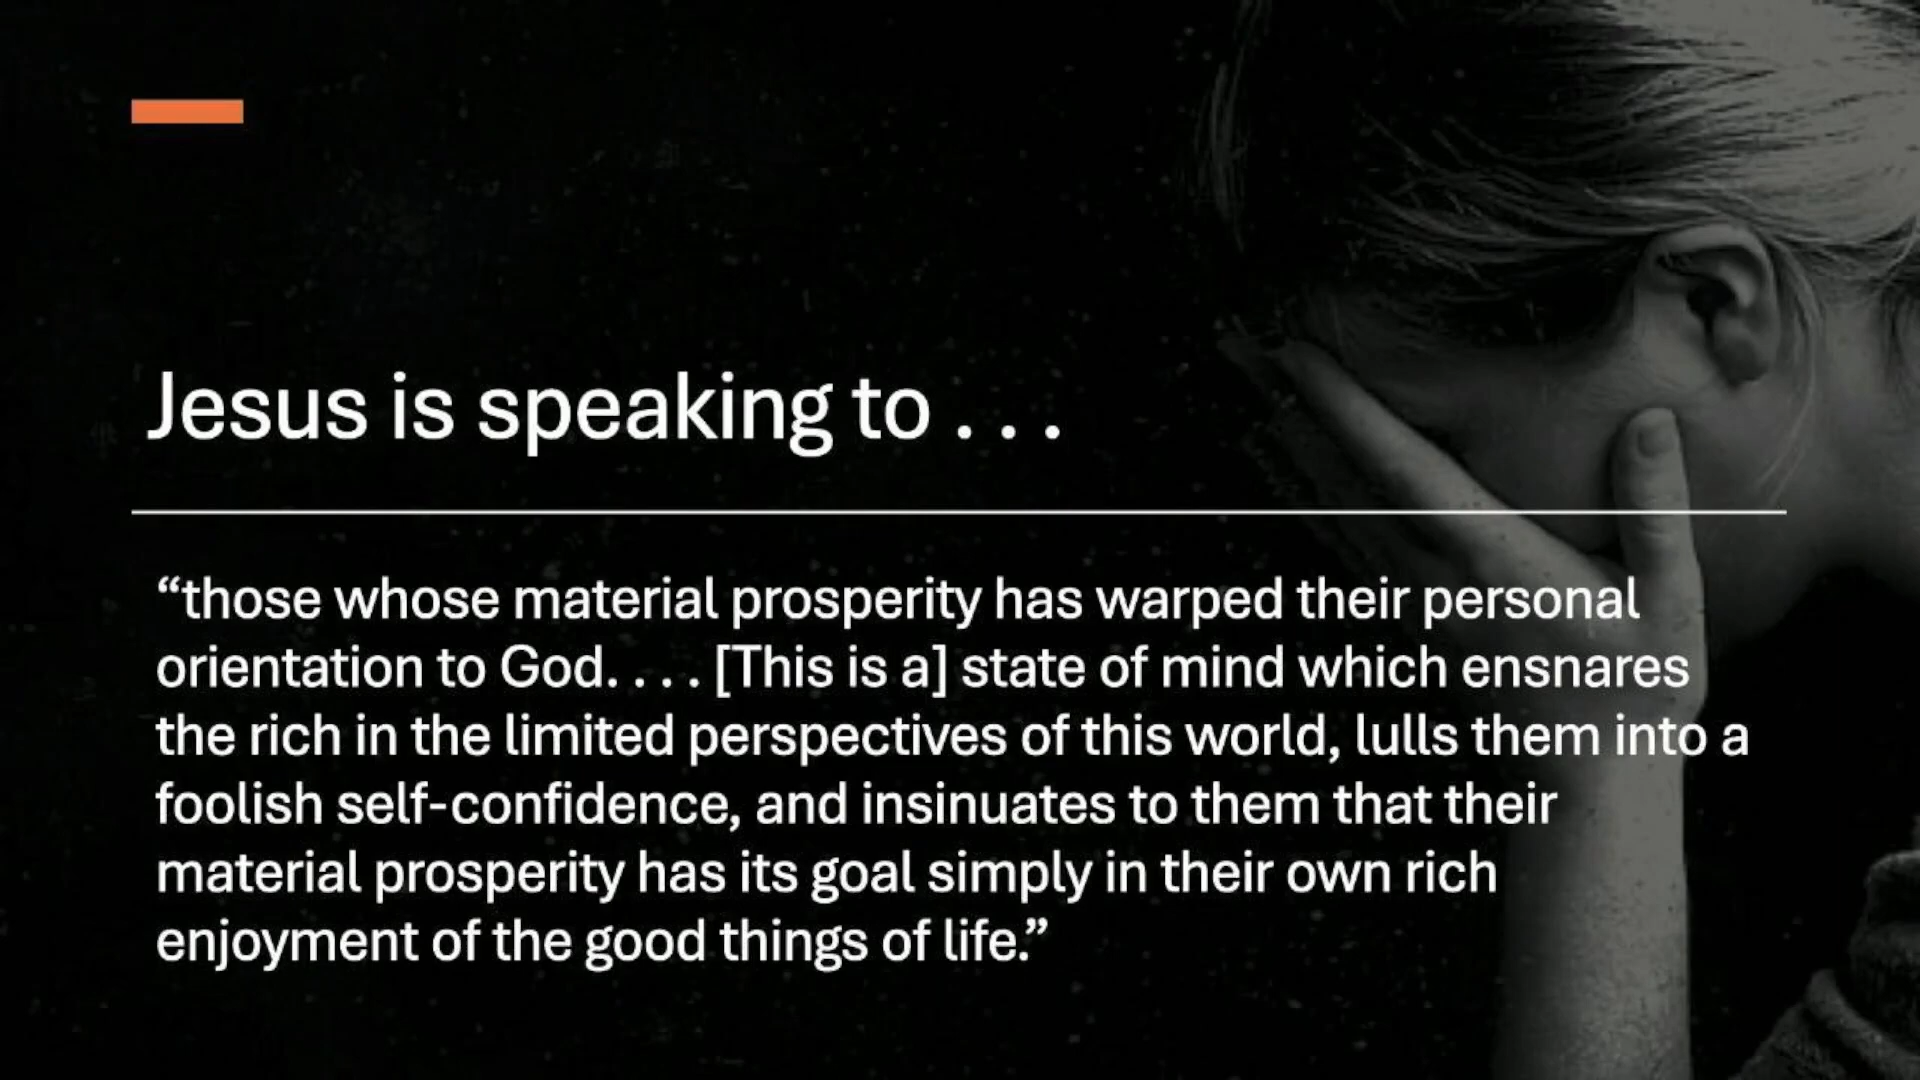 Jesus is speaking to . . .
“those whose material prosperity has warped their personal
orientation to God. . . . [This is a] state of mind which ensnares
the rich in the limited perspectives of this world, lulls them into a
foolish self-confidence, and insinuates to them that their
material prosperity has its goal simply in their own rich
enjoyment of the good things of life.”